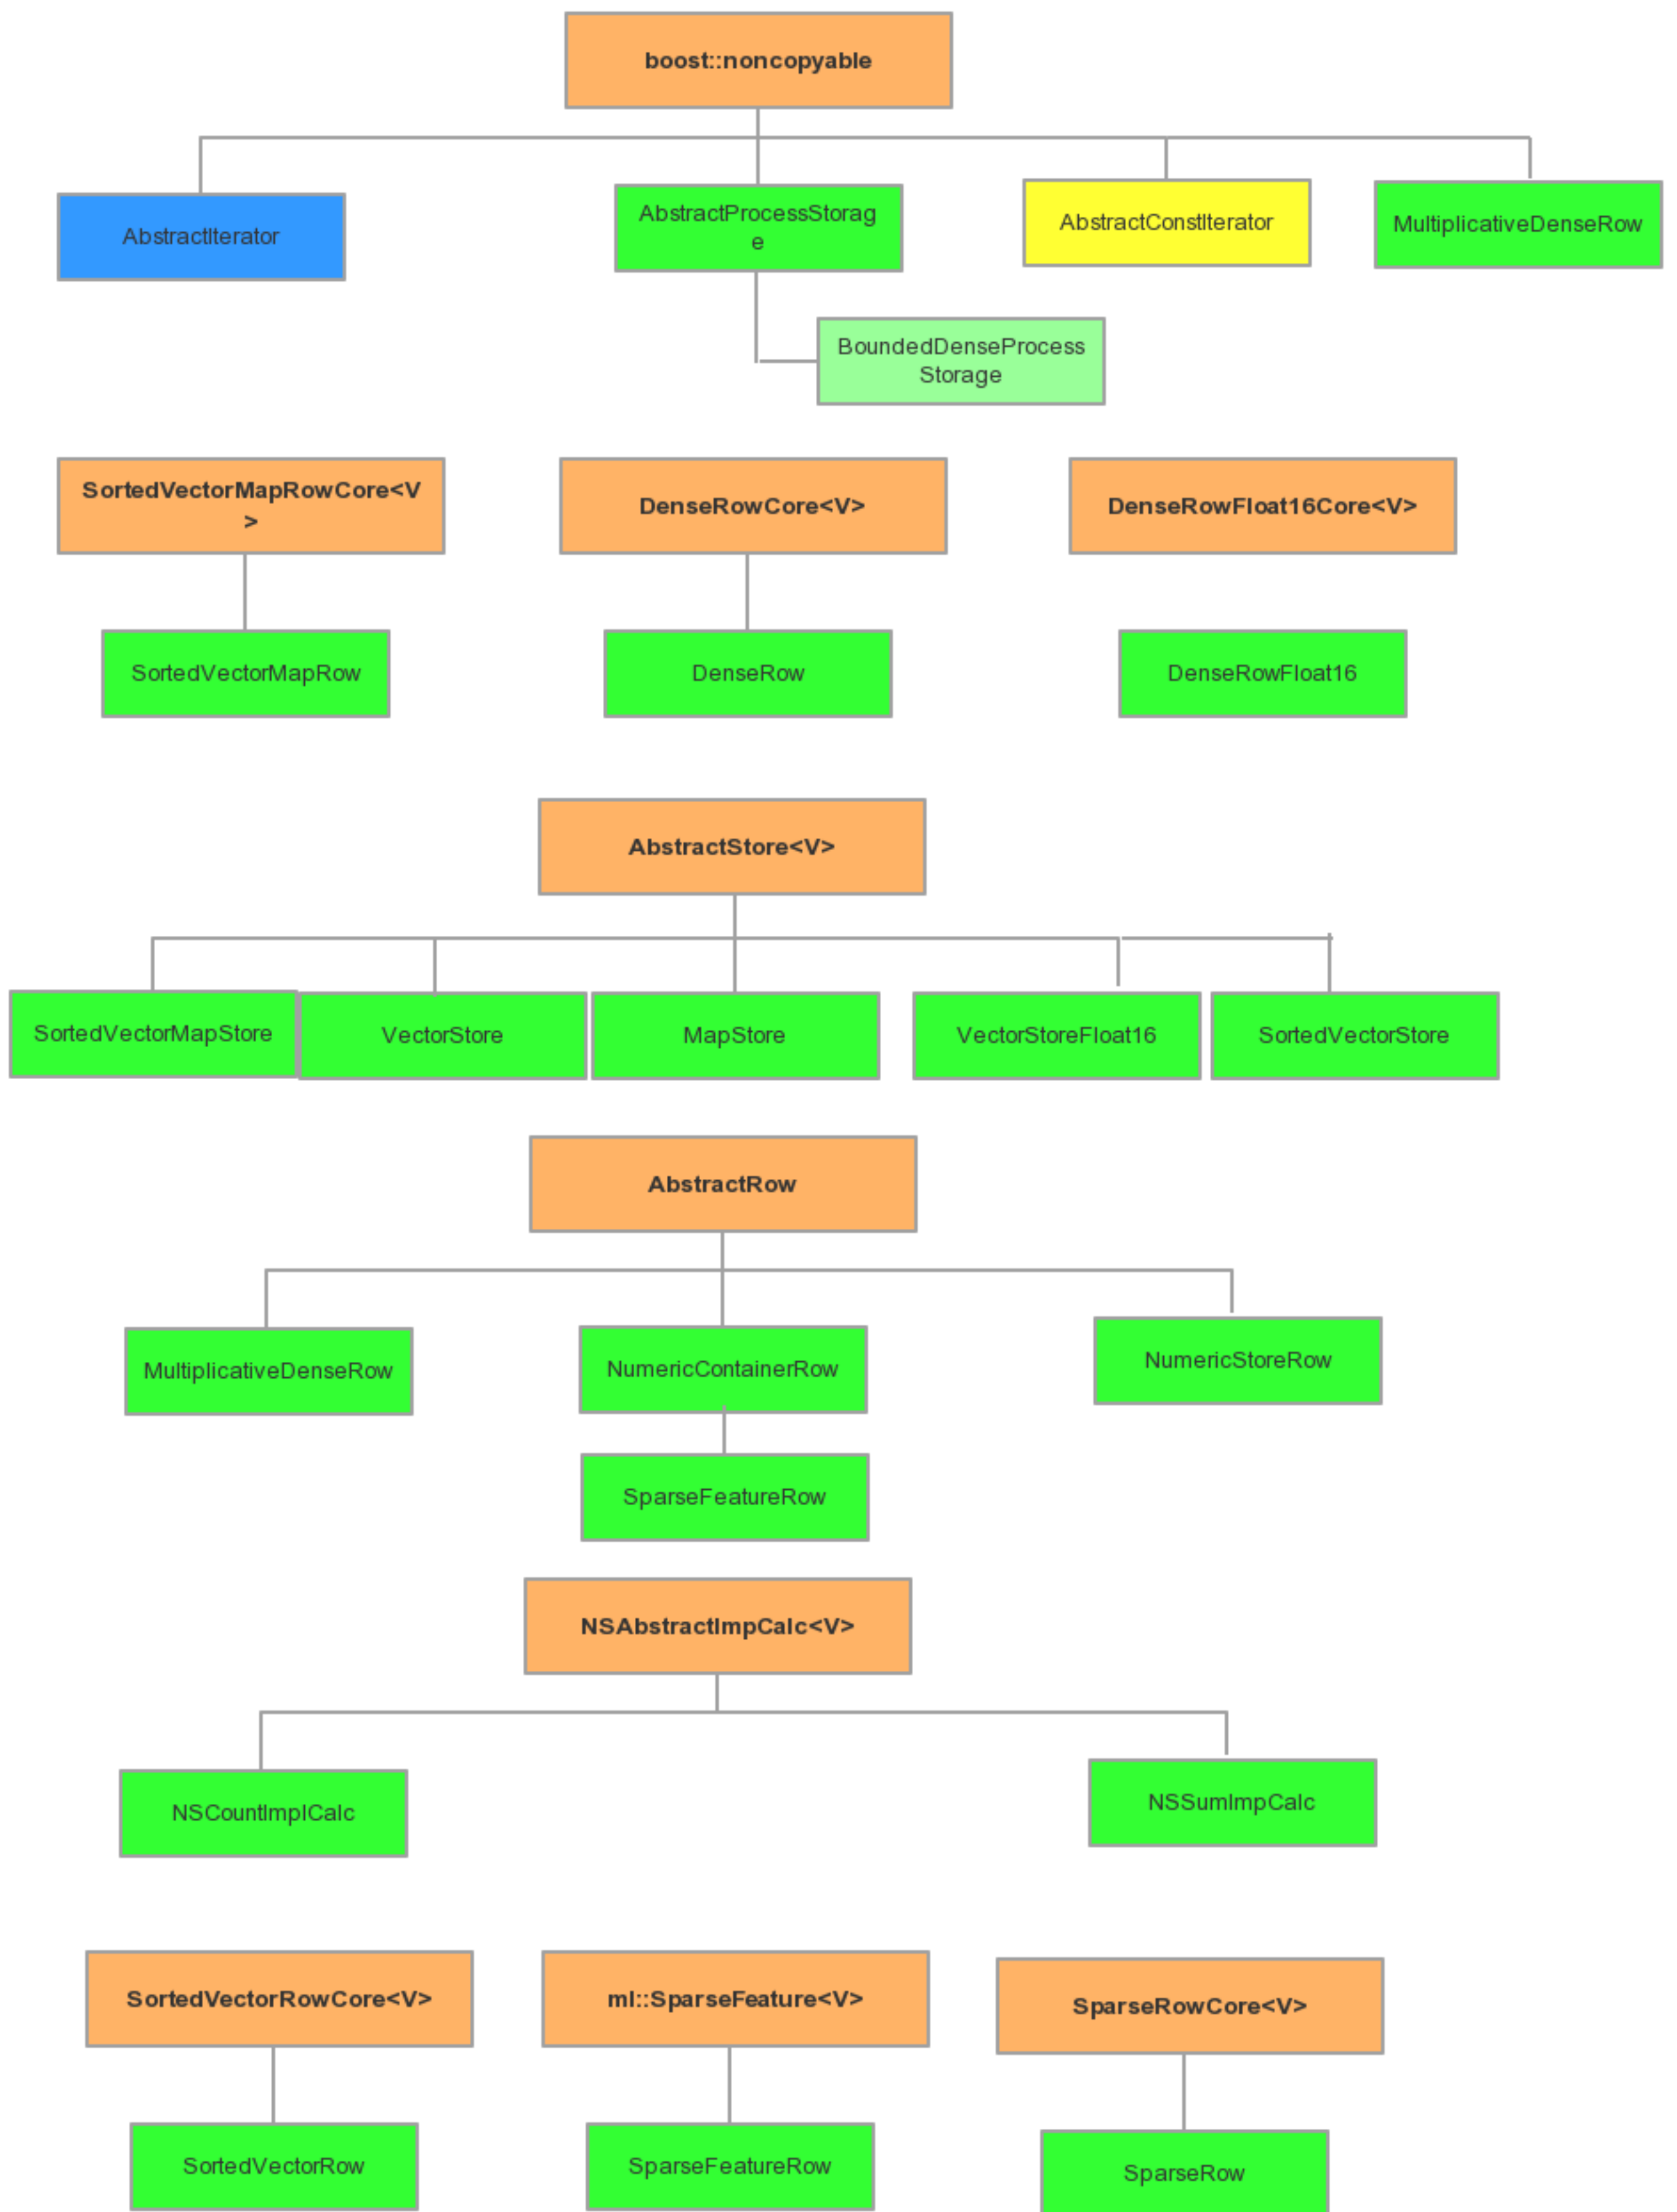 boost::noncopyable
AbstractIterator
AbstractProcessStorag
e
AbstractConstIterator
MultiplicativeDenseRow
BoundedDenseProcess
Storage
SortedVectorMapRowCore<V
>
DenseRowCore<V>
DenseRowFloat16Core<V>
SortedVectorMapRow
DenseRow
DenseRowFloat16
AbstractStore<V>
SortedVectorMapStore
VectorStore
MapStore
VectorStoreFloat16
SortedVectorStore
AbstractRow
MultiplicativeDenseRow
NumericContainerRow
NumericStoreRow
SparseFeatureRow
NSAbstractImpCalc<V>
NSCountImplCalc
NSSumImpCalc
SortedVectorRowCore<V>
ml::SparseFeature<V>
SparseRowCore<V>
SortedVectorRow
SparseFeatureRow
SparseRow